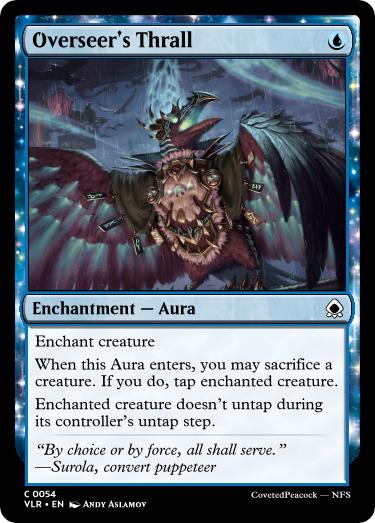 Overseer's Thrall
Enchantment — Aura
Enchant creature
When this Aura enters, you may sacrifice a
creature. If you do, tap enchanted creature.
Enchanted creature doesn't untap during
its controller's untap step.
"By choice or by force, all shall serve."
—Surola, convert puppeteer
C 0054
VLR • EN Andy Aslamov
CovetedPeacock — NFS